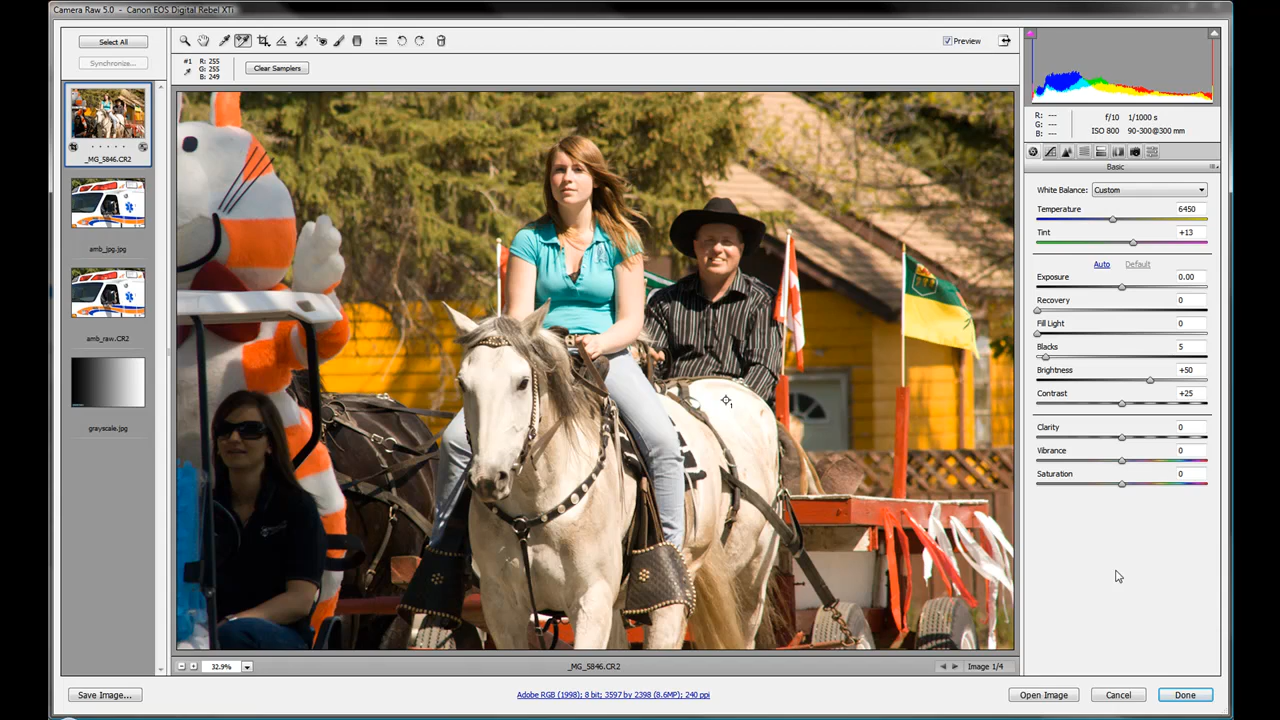 Camera Raw 5.0 - Canon EOS Digital Rebel XTi
Select All
Synchronize...
_MG_5846.CR2
amb_jpg.jpg
amb_raw.CR2
grayscale.jpg
#1
R: 255
G: 255
B: 249
Clear Samplers
Preview
R: ---
G: ---
B: ---
f/10 1/1000 s
ISO 800 90-300@300 mm
Basic
White Balance: Custom
Temperature 6450
Tint +13
Auto Default
Exposure 0.00
Recovery 0
Fill Light 0
Blacks 5
Brightness +50
Contrast +25
Clarity 0
Vibrance 0
Saturation 0
1
32.9%
_MG_5846.CR2
Image 1/4
Save Image...
Adobe RGB (1998); 8 bit; 3597 by 2398 (8.6MP); 240 ppi
Open Image
Cancel
Done